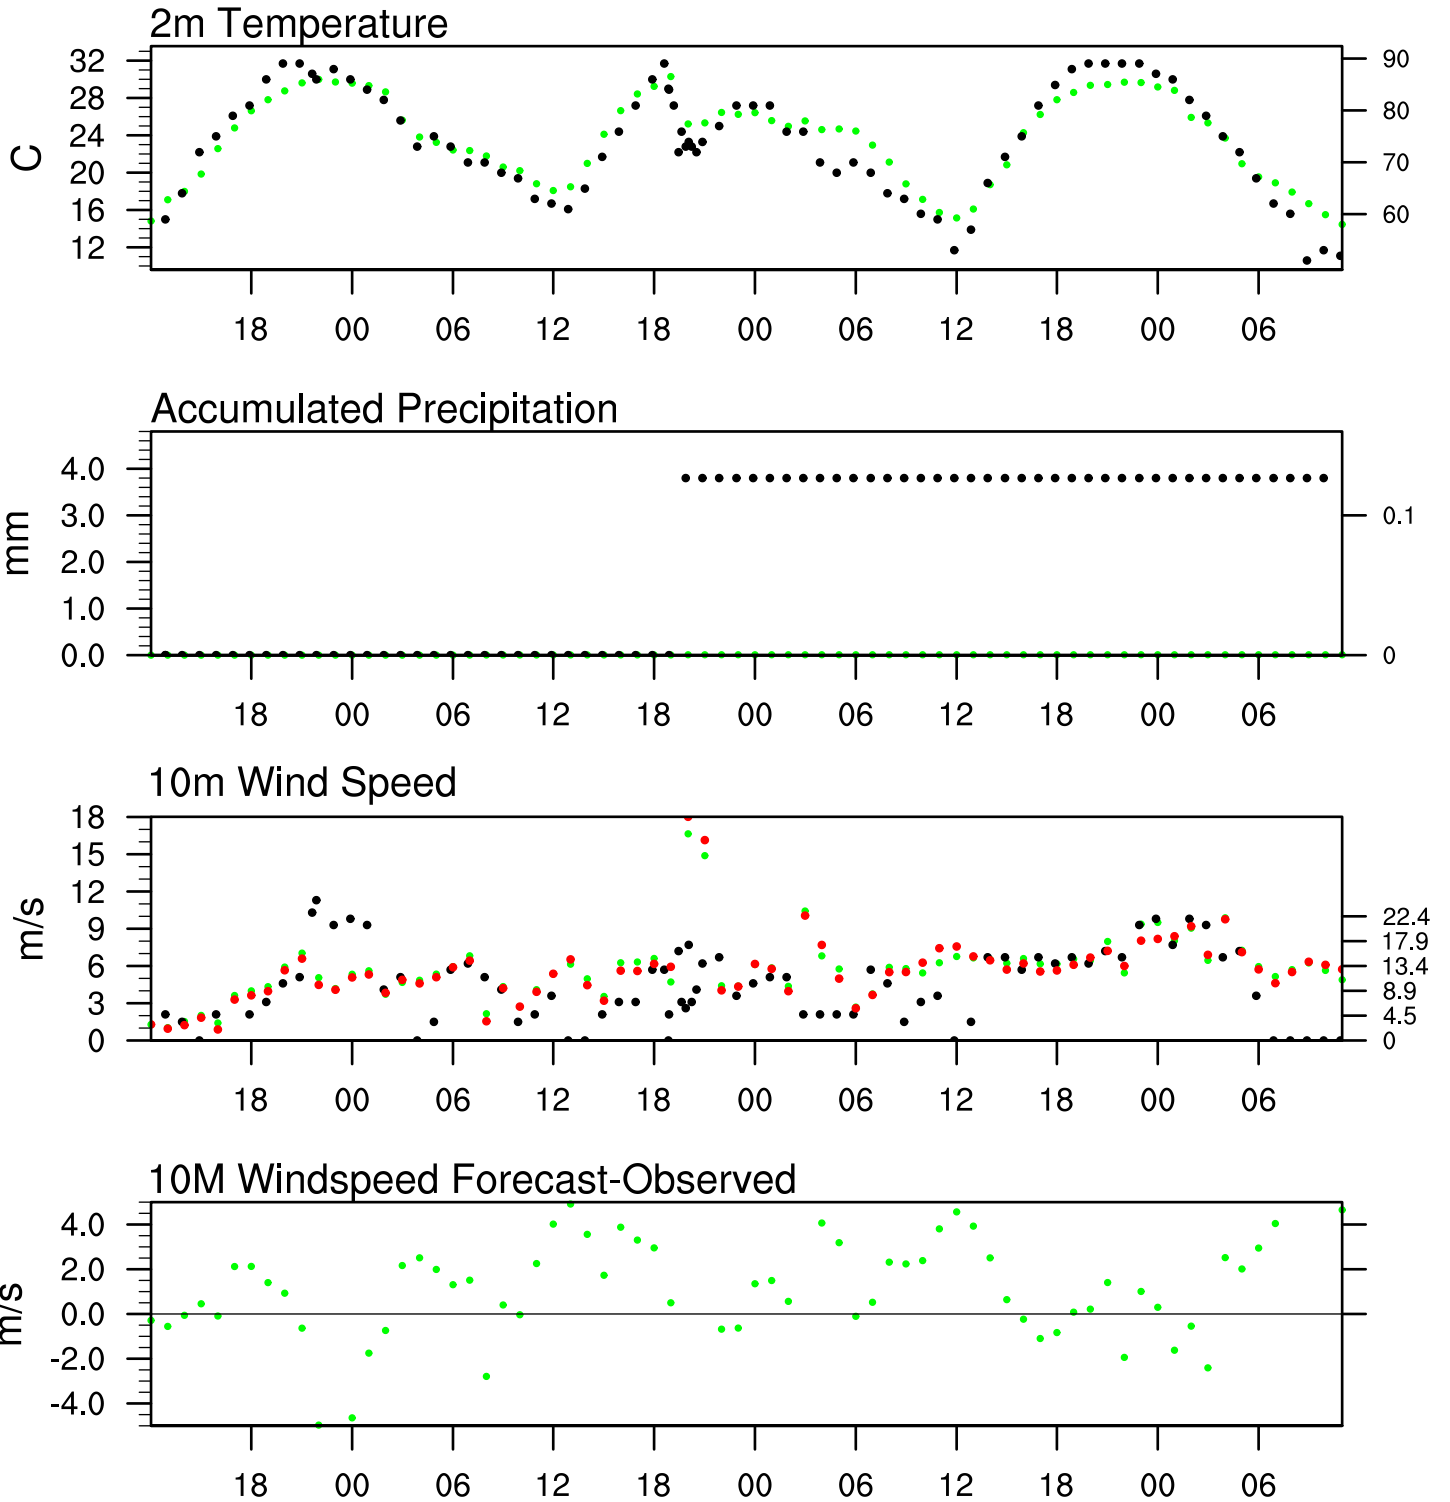 2m Temperature
32
28
24
20
16
12
C
90
80
70
60
18 00 06 12 18 00 06 12 18 00 06
Accumulated Precipitation
4.0
3.0
2.0
1.0
0.0
mm
0.1
0
18 00 06 12 18 00 06 12 18 00 06
10m Wind Speed
18
15
12
9
6
3
0
m/s
22.4
17.9
13.4
8.9
4.5
0
18 00 06 12 18 00 06 12 18 00 06
10M Windspeed Forecast-Observed
4.0
2.0
0.0
-2.0
-4.0
m/s
18 00 06 12 18 00 06 12 18 00 06